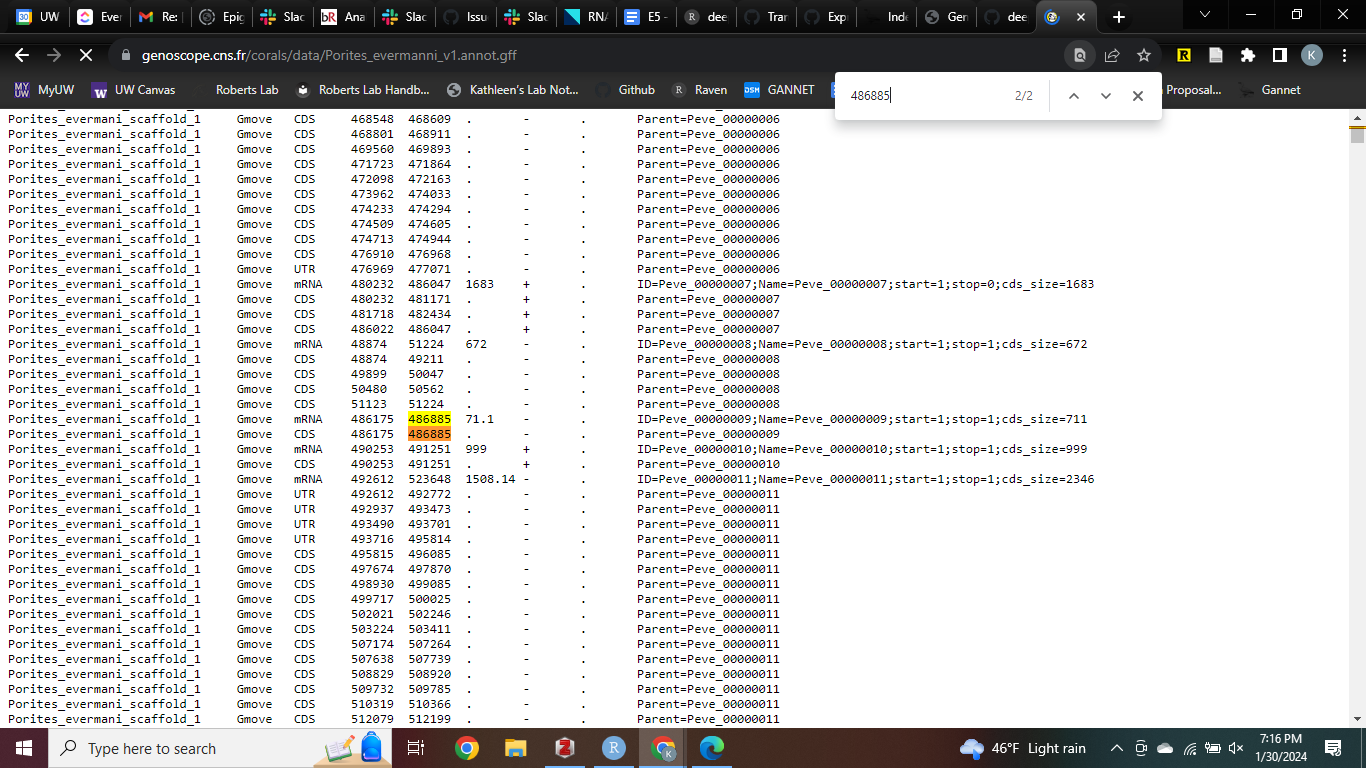 UW Ever Re: Epig Slac Ana Slac Issu Slac RNA E5 - dee Trar Expr Inde Gen dee
genoscope.cns.fr/corals/data/Porites_evermanni_v1.annot.gff K
MyUW UW Canvas Roberts Lab Roberts Lab Handb... Kathleen's Lab Not... Github Raven GANNET Proposal... Gannet
486885 2/2
Porites_evermani_scaffold_1 Gmove CDS 468548 468609 . - . Parent=Peve_00000006
Porites_evermani_scaffold_1 Gmove CDS 468801 468911 . - . Parent=Peve_00000006
Porites_evermani_scaffold_1 Gmove CDS 469560 469893 . - . Parent=Peve_00000006
Porites_evermani_scaffold_1 Gmove CDS 471723 471864 . - . Parent=Peve_00000006
Porites_evermani_scaffold_1 Gmove CDS 472098 472163 . - . Parent=Peve_00000006
Porites_evermani_scaffold_1 Gmove CDS 473962 474033 . - . Parent=Peve_00000006
Porites_evermani_scaffold_1 Gmove CDS 474233 474294 . - . Parent=Peve_00000006
Porites_evermani_scaffold_1 Gmove CDS 474509 474605 . - . Parent=Peve_00000006
Porites_evermani_scaffold_1 Gmove CDS 474713 474944 . - . Parent=Peve_00000006
Porites_evermani_scaffold_1 Gmove CDS 476910 476968 . - . Parent=Peve_00000006
Porites_evermani_scaffold_1 Gmove UTR 476969 477071 . - . Parent=Peve_00000006
Porites_evermani_scaffold_1 Gmove mRNA 480232 486047 1683 + . ID=Peve_00000007;Name=Peve_00000007;start=1;stop=0;cds_size=1683
Porites_evermani_scaffold_1 Gmove CDS 480232 481171 . + . Parent=Peve_00000007
Porites_evermani_scaffold_1 Gmove CDS 481718 482434 . + . Parent=Peve_00000007
Porites_evermani_scaffold_1 Gmove CDS 486022 486047 . + . Parent=Peve_00000007
Porites_evermani_scaffold_1 Gmove mRNA 48874 51224 672 - . ID=Peve_00000008;Name=Peve_00000008;start=1;stop=1;cds_size=672
Porites_evermani_scaffold_1 Gmove CDS 48874 49211 . - . Parent=Peve_00000008
Porites_evermani_scaffold_1 Gmove CDS 49899 50047 . - . Parent=Peve_00000008
Porites_evermani_scaffold_1 Gmove CDS 50480 50562 . - . Parent=Peve_00000008
Porites_evermani_scaffold_1 Gmove CDS 51123 51224 . - . Parent=Peve_00000008
Porites_evermani_scaffold_1 Gmove mRNA 486175 486885 71.1 - . ID=Peve_00000009;Name=Peve_00000009;start=1;stop=1;cds_size=711
Porites_evermani_scaffold_1 Gmove CDS 486175 486885 . - . Parent=Peve_00000009
Porites_evermani_scaffold_1 Gmove mRNA 490253 491251 999 + . ID=Peve_00000010;Name=Peve_00000010;start=1;stop=1;cds_size=999
Porites_evermani_scaffold_1 Gmove CDS 490253 491251 . + . Parent=Peve_00000010
Porites_evermani_scaffold_1 Gmove mRNA 492612 523648 1508.14 - . ID=Peve_00000011;Name=Peve_00000011;start=1;stop=1;cds_size=2346
Porites_evermani_scaffold_1 Gmove UTR 492612 492772 . - . Parent=Peve_00000011
Porites_evermani_scaffold_1 Gmove UTR 492937 493473 . - . Parent=Peve_00000011
Porites_evermani_scaffold_1 Gmove UTR 493490 493701 . - . Parent=Peve_00000011
Porites_evermani_scaffold_1 Gmove UTR 493716 495814 . - . Parent=Peve_00000011
Porites_evermani_scaffold_1 Gmove CDS 495815 496085 . - . Parent=Peve_00000011
Porites_evermani_scaffold_1 Gmove CDS 497674 497870 . - . Parent=Peve_00000011
Porites_evermani_scaffold_1 Gmove CDS 498930 499085 . - . Parent=Peve_00000011
Porites_evermani_scaffold_1 Gmove CDS 499717 500025 . - . Parent=Peve_00000011
Porites_evermani_scaffold_1 Gmove CDS 502021 502246 . - . Parent=Peve_00000011
Porites_evermani_scaffold_1 Gmove CDS 503224 503411 . - . Parent=Peve_00000011
Porites_evermani_scaffold_1 Gmove CDS 507174 507264 . - . Parent=Peve_00000011
Porites_evermani_scaffold_1 Gmove CDS 507638 507739 . - . Parent=Peve_00000011
Porites_evermani_scaffold_1 Gmove CDS 508829 508920 . - . Parent=Peve_00000011
Porites_evermani_scaffold_1 Gmove CDS 509732 509785 . - . Parent=Peve_00000011
Porites_evermani_scaffold_1 Gmove CDS 510319 510366 . - . Parent=Peve_00000011
Porites_evermani_scaffold_1 Gmove CDS 512079 512199 . - . Parent=Peve_00000011
Type here to search 46°F Light rain 7:16 PM
1/30/2024